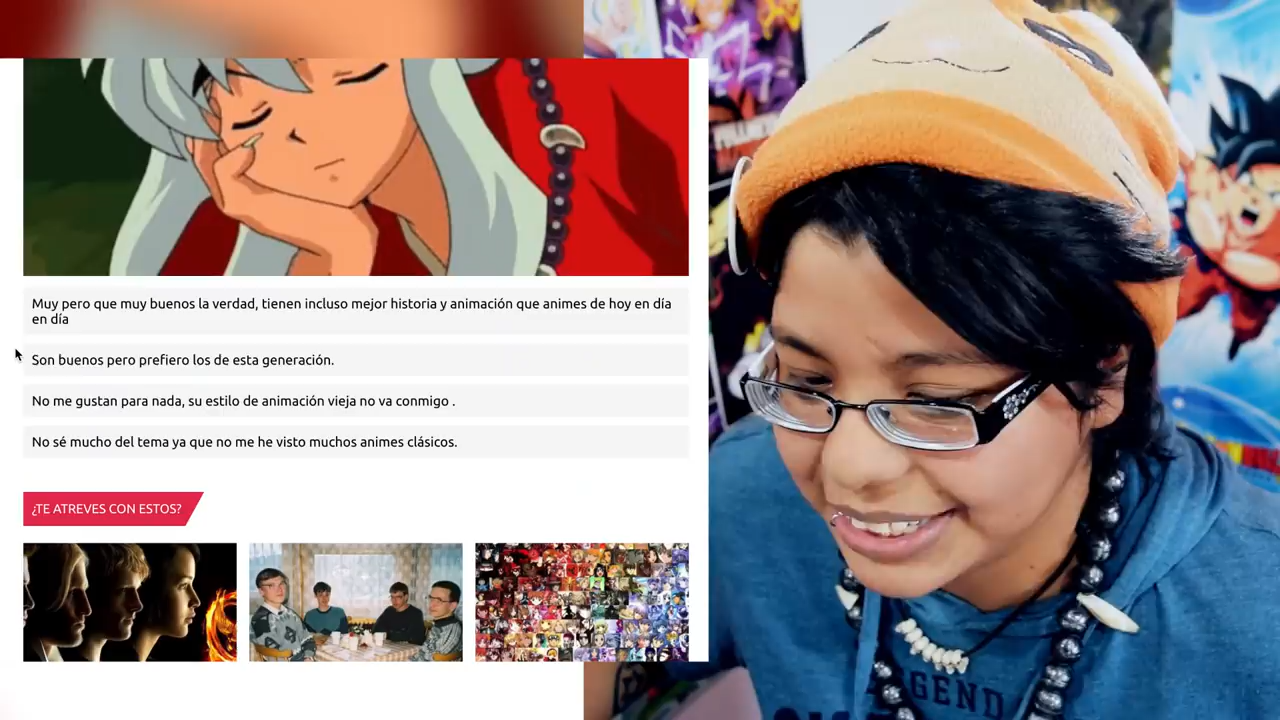 Muy pero que muy buenos la verdad, tienen incluso mejor historia y animación que animes de hoy en día
en día
Son buenos pero prefiero los de esta generación.
No me gustan para nada, su estilo de animación vieja no va conmigo .
No sé mucho del tema ya que no me he visto muchos animes clásicos.
¿TE ATREVES CON ESTOS?